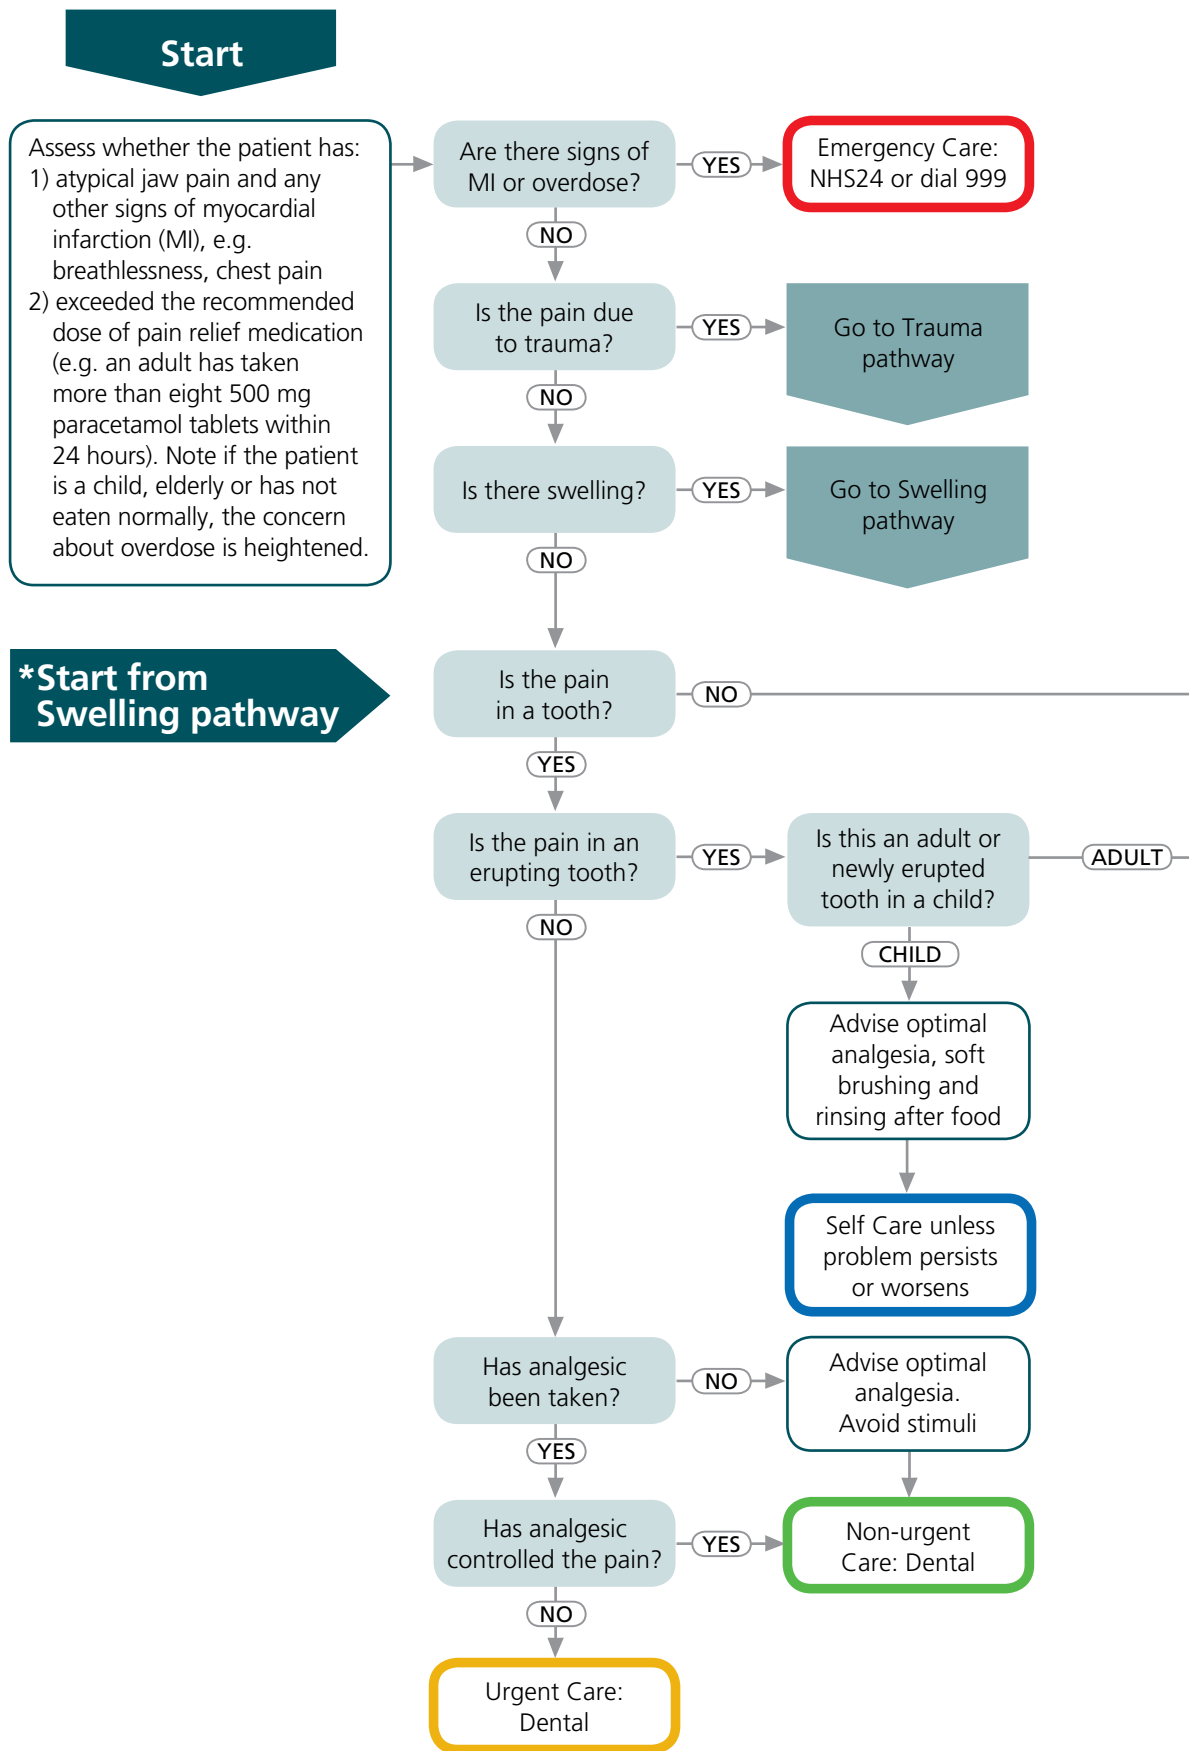 Start
Assess whether the patient has:
1) atypical jaw pain and any
other signs of myocardial
infarction (MI), e.g.
breathlessness, chest pain
2) exceeded the recommended
dose of pain relief medication
(e.g. an adult has taken
more than eight 500 mg
paracetamol tablets within
24 hours). Note if the patient
is a child, elderly or has not
eaten normally, the concern
about overdose is heightened.
Are there signs of
MI or overdose?
YES
Emergency Care:
NHS24 or dial 999
NO
Is the pain due
to trauma?
YES
Go to Trauma
pathway
NO
Is there swelling?
YES
Go to Swelling
pathway
NO
*Start from
Swelling pathway
Is the pain
in a tooth?
NO
YES
Is the pain in an
erupting tooth?
YES
Is this an adult or
newly erupted
tooth in a child?
ADULT
NO
CHILD
Advise optimal
analgesia, soft
brushing and
rinsing after food
Self Care unless
problem persists
or worsens
Has analgesic
been taken?
NO
Advise optimal
analgesia.
Avoid stimuli
YES
Has analgesic
controlled the pain?
YES
Non-urgent
Care: Dental
NO
Urgent Care:
Dental